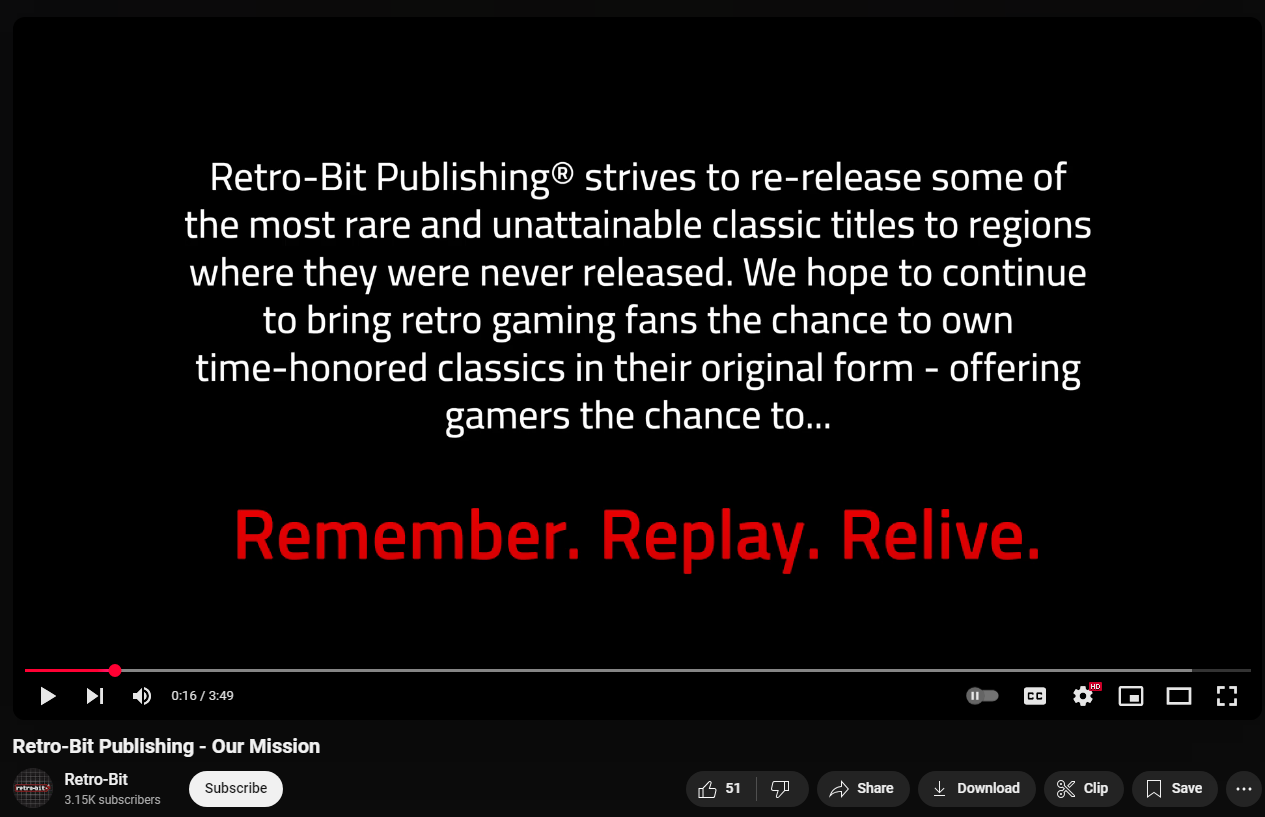 Retro-Bit Publishing® strives to re-release some of
the most rare and unattainable classic titles to regions
where they were never released. We hope to continue
to bring retro gaming fans the chance to own
time-honored classics in their original form - offering
gamers the chance to...
Remember. Replay. Relive.
0:16 / 3:49
CC
HD
Retro-Bit Publishing - Our Mission
retro-bit
Retro-Bit
3.15K subscribers
Subscribe
51
Share
Download
Clip
Save